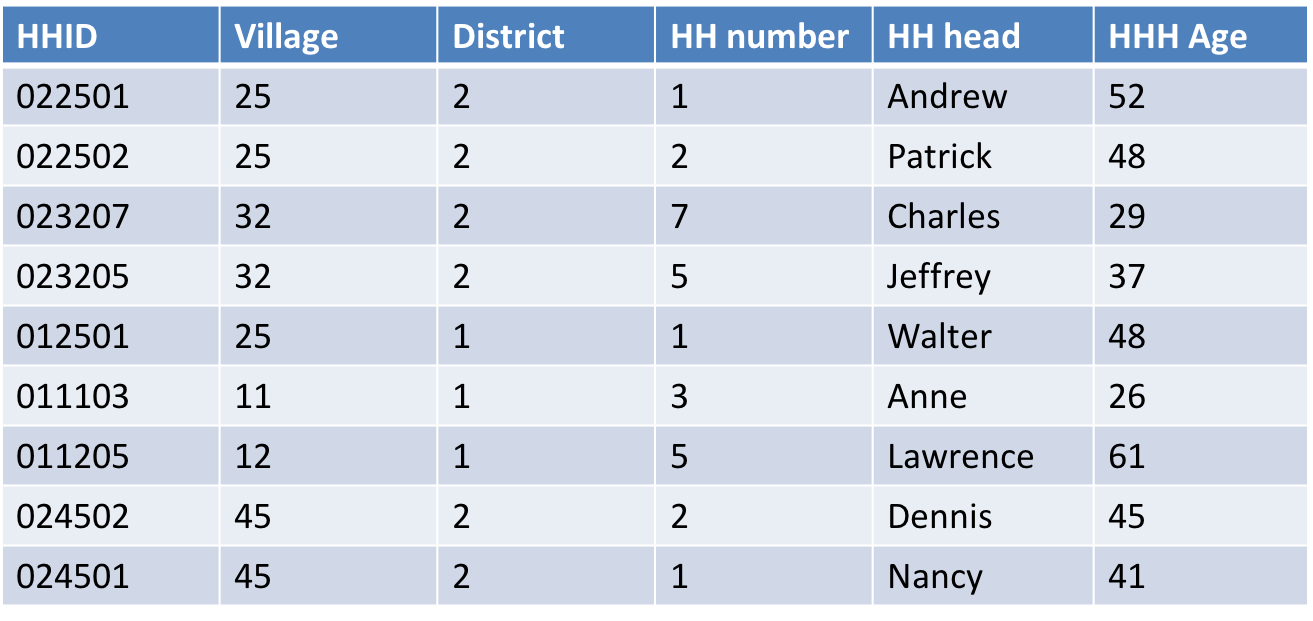 HHID Village District HH number HH head HHH Age
022501 25 2 1 Andrew 52
022502 25 2 2 Patrick 48
023207 32 2 7 Charles 29
023205 32 2 5 Jeffrey 37
012501 25 1 1 Walter 48
011103 11 1 3 Anne 26
011205 12 1 5 Lawrence 61
024502 45 2 2 Dennis 45
024501 45 2 1 Nancy 41